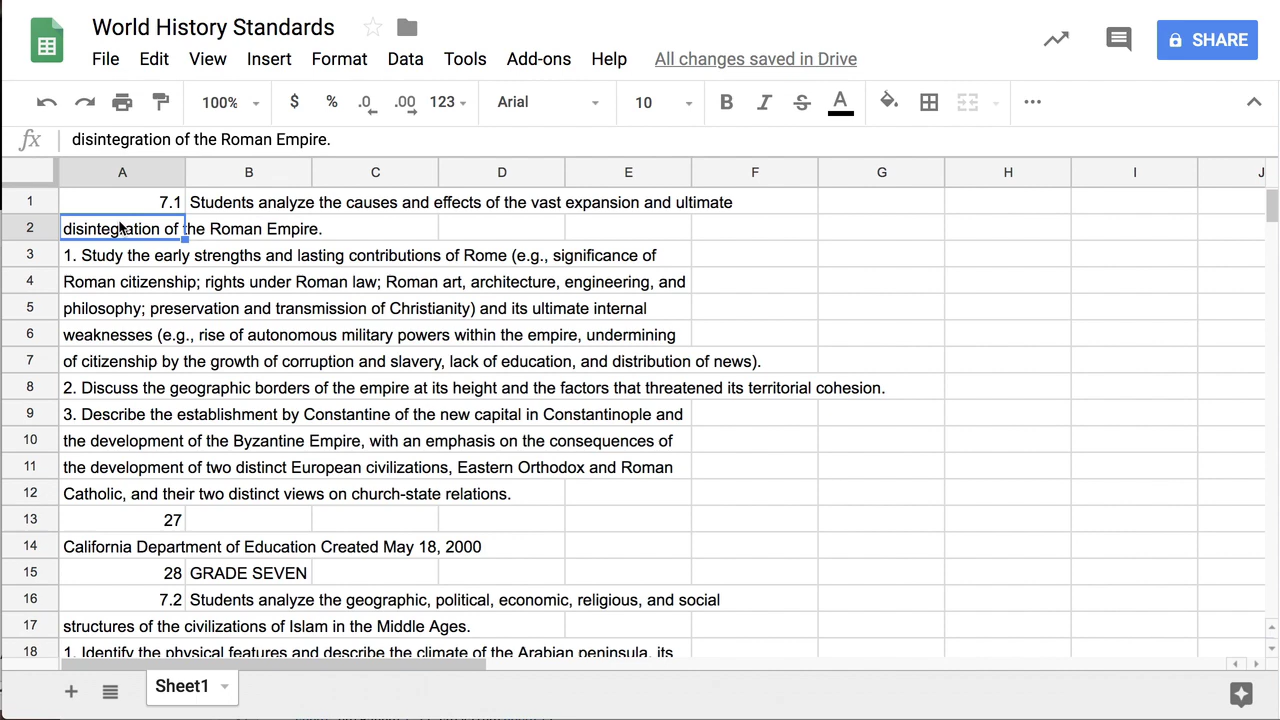 World History Standards
File Edit View Insert Format Data Tools Add-ons Help All changes saved in Drive
SHARE
100% $ % .0 .00 123 Arial 10 B I S A
fx disintegration of the Roman Empire.
A B C D E F G H I J
1 7.1 Students analyze the causes and effects of the vast expansion and ultimate
2 disintegration of the Roman Empire.
3 1. Study the early strengths and lasting contributions of Rome (e.g., significance of
4 Roman citizenship; rights under Roman law; Roman art, architecture, engineering, and
5 philosophy; preservation and transmission of Christianity) and its ultimate internal
6 weaknesses (e.g., rise of autonomous military powers within the empire, undermining
7 of citizenship by the growth of corruption and slavery, lack of education, and distribution of news).
8 2. Discuss the geographic borders of the empire at its height and the factors that threatened its territorial cohesion.
9 3. Describe the establishment by Constantine of the new capital in Constantinople and
10 the development of the Byzantine Empire, with an emphasis on the consequences of
11 the development of two distinct European civilizations, Eastern Orthodox and Roman
12 Catholic, and their two distinct views on church-state relations.
13 27
14 California Department of Education Created May 18, 2000
15 28 GRADE SEVEN
16 7.2 Students analyze the geographic, political, economic, religious, and social
17 structures of the civilizations of Islam in the Middle Ages.
18 1. Identify the physical features and describe the climate of the Arabian peninsula, its
Sheet1